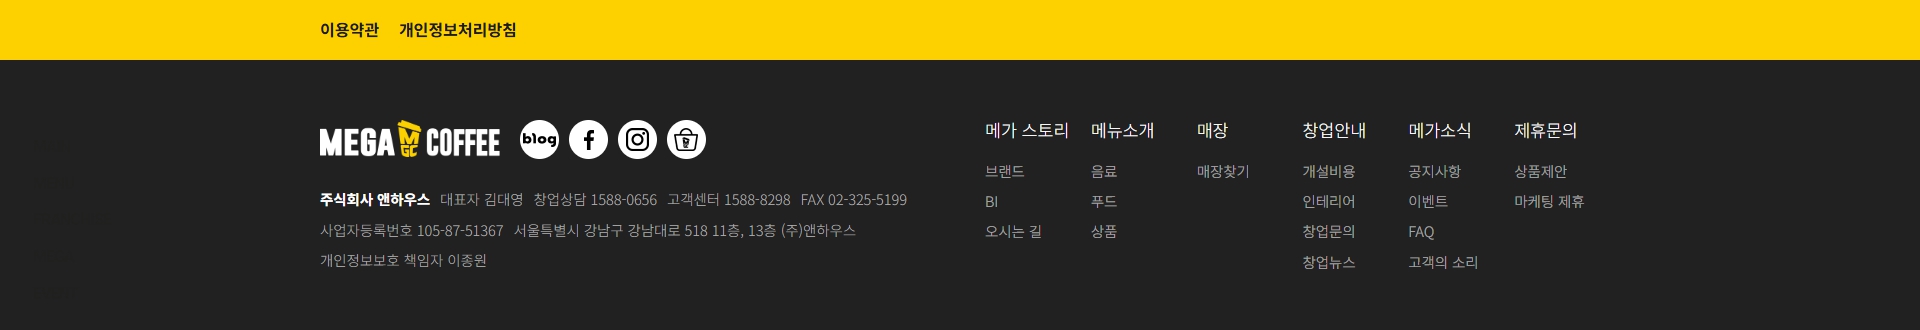 이용약관 개인정보처리방침
MEGA MGC COFFEE blog f
주식회사 앤하우스 대표자 김대영 창업상담 1588-0656 고객센터 1588-8298 FAX 02-325-5199
사업자등록번호 105-87-51367 서울특별시 강남구 강남대로 518 11층, 13층 (주)앤하우스
개인정보보호 책임자 이종원
메가 스토리
브랜드
BI
오시는 길
메뉴소개
음료
푸드
상품
매장
매장찾기
창업안내
개설비용
인테리어
창업문의
창업뉴스
메가소식
공지사항
이벤트
FAQ
고객의 소리
제휴문의
상품제안
마케팅 제휴